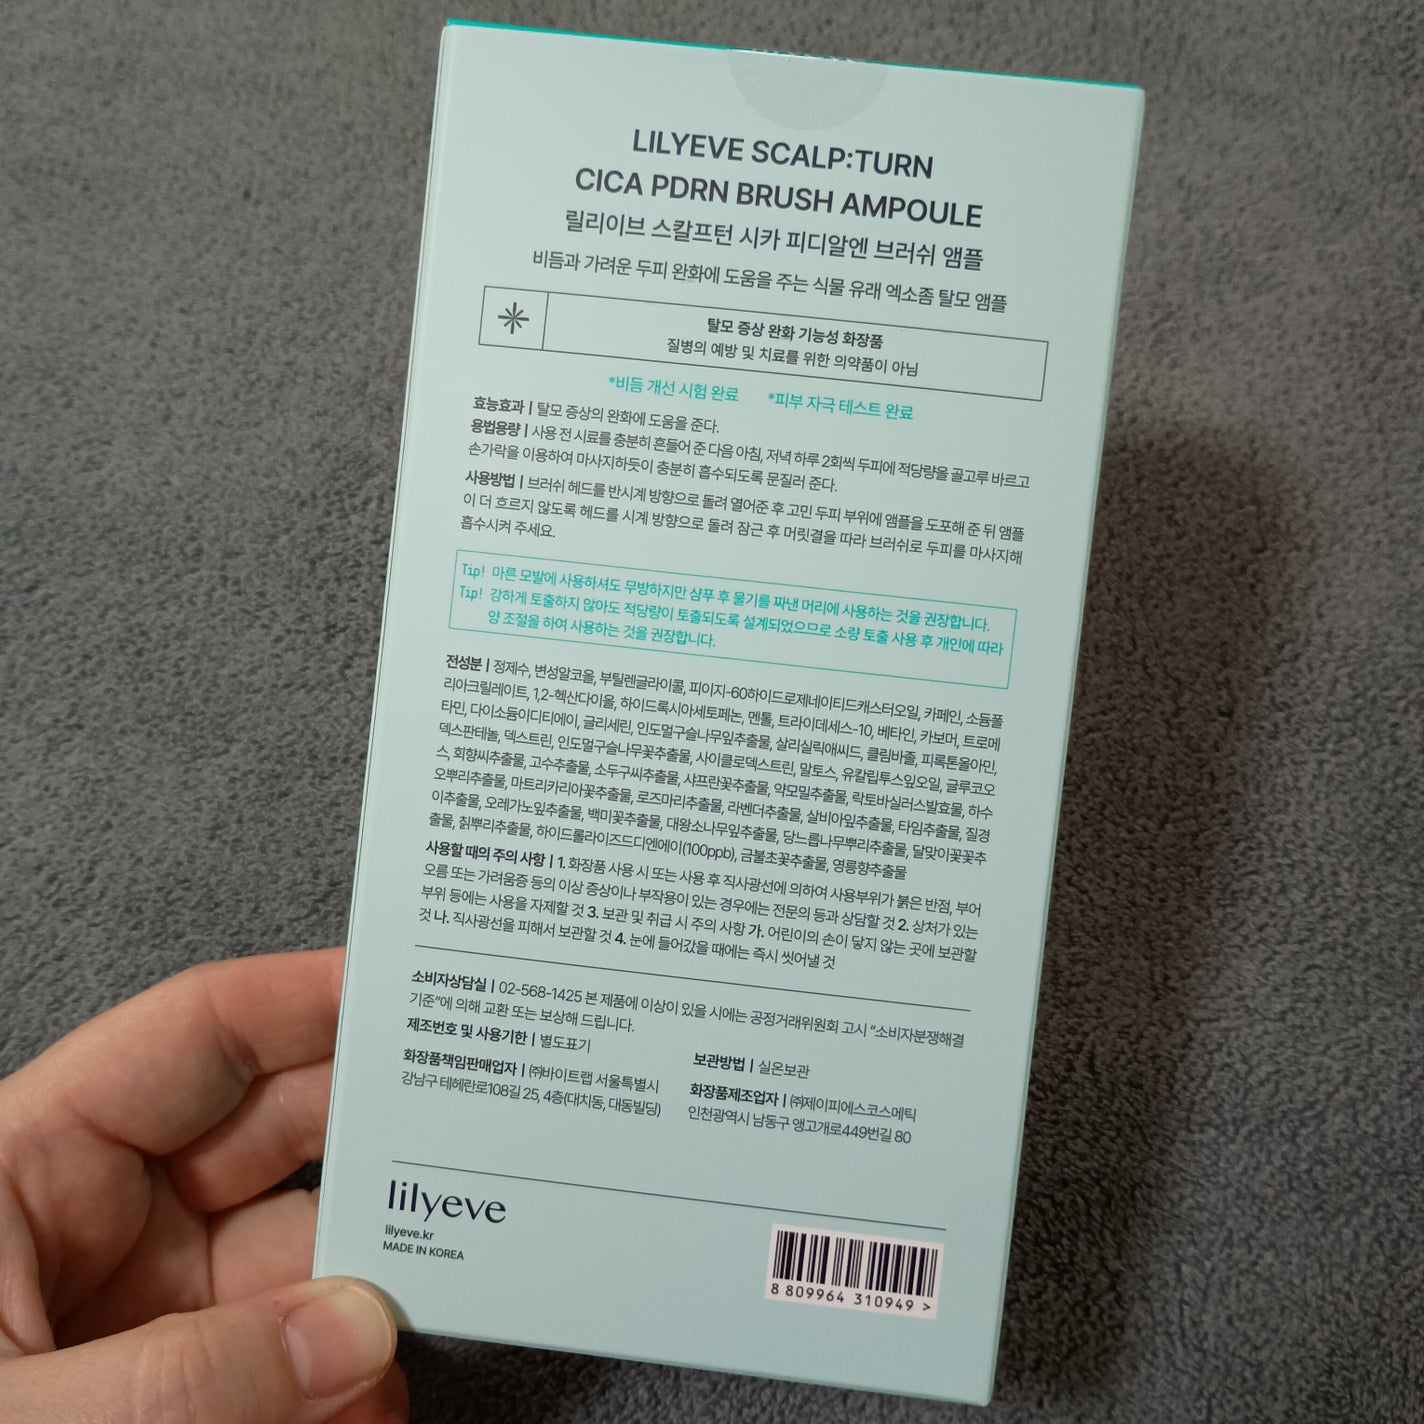 LILYEVE SCALP:TURN
CICA PDRN BRUSH AMPOULE
릴리이브 스칼프턴 시카 피디알엔 브러쉬 앰플
비듬과 가려운 두피 완화에 도움을 주는 식물 유래 엑소좀 탈모 앰플
탈모 증상 완화 기능성 화장품
질병의 예방 및 치료를 위한 의약품이 아님
*비듬 개선 시험 완료 *피부 자극 테스트 완료
효능효과 | 탈모 증상의 완화에 도움을 준다.
용법용량 | 사용 전 시료를 충분히 흔들어 준 다음 아침, 저녁 하루 2회씩 두피에 적당량을 골고루 바르고
손가락을 이용하여 마사지하듯이 충분히 흡수되도록 문질러 준다.
사용방법 | 브러쉬 헤드를 반시계 방향으로 돌려 열어준 후 고민 두피 부위에 앰플을 도포해 준 뒤 앰플
이 더 흐르지 않도록 헤드를 시계 방향으로 돌려 잠근 후 머릿결을 따라 브러쉬로 두피를 마사지해
흡수시켜 주세요.
Tip! 마른 모발에 사용하셔도 무방하지만 샴푸 후 물기를 짜낸 머리에 사용하는 것을 권장합니다.
Tip! 강하게 토출하지 않아도 적당량이 토출되도록 설계되었으므로 소량 토출 사용 후 개인에 따라
양 조절을 하여 사용하는 것을 권장합니다.
전성분 | 정제수, 변성알코올, 부틸렌글라이콜, 피이지-60하이드로제네이티드캐스터오일, 카페인, 소듐폴
리아크릴레이트, 1,2-헥산다이올, 하이드록시아세토페논, 멘톨, 트라이데세스-10, 베타인, 카보머, 트로메
타민, 다이소듐이디티에이, 글리세린, 인도멀구슬나무잎추출물, 살리실릭애씨드, 클림바졸, 피록톤올아민,
덱스판테놀, 덱스트린, 인도멀구슬나무꽃추출물, 사이클로덱스트린, 말토스, 유칼립투스잎오일, 글루코오
스, 회향씨추출물, 고수추출물, 소두구씨추출물, 샤프란꽃추출물, 약모밀추출물, 락토바실러스발효물, 하수
오뿌리추출물, 마트리카리아꽃추출물, 로즈마리추출물, 라벤더추출물, 살비아잎추출물, 타임추출물, 질경
이추출물, 오레가노잎추출물, 백미꽃추출물, 대왕소나무잎추출물, 당느릅나무뿌리추출물, 달맞이꽃꽃추
출물, 칡뿌리추출물, 하이드롤라이즈드디엔에이(100ppb), 금불초꽃추출물, 영릉향추출물
사용할 때의 주의 사항 | 1. 화장품 사용 시 또는 사용 후 직사광선에 의하여 사용부위가 붉은 반점, 부어
오름 또는 가려움증 등의 이상 증상이나 부작용이 있는 경우에는 전문의 등과 상담할 것 2. 상처가 있는
부위 등에는 사용을 자제할 것 3. 보관 및 취급 시 주의 사항 가. 어린이의 손이 닿지 않는 곳에 보관할
것 나. 직사광선을 피해서 보관할 것 4. 눈에 들어갔을 때에는 즉시 씻어낼 것
소비자상담실 | 02-568-1425 본 제품에 이상이 있을 시에는 공정거래위원회 고시 “소비자분쟁해결
기준”에 의해 교환 또는 보상해 드립니다.
제조번호 및 사용기한 | 별도표기
보관방법 | 실온보관
화장품책임판매업자 | ㈜바이트랩 서울특별시
강남구 테헤란로108길 25, 4층(대치동, 대동빌딩)
화장품제조업자 | ㈜제이피에스코스메틱
인천광역시 남동구 앵고개로449번길 80
lilyeve
lilyeve.kr
MADE IN KOREA
8 809964 310949 >